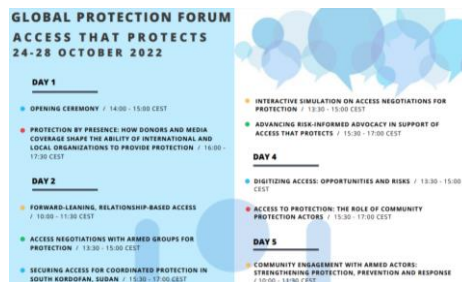 GLOBAL PROTECTION FORUM
ACCESS THAT PROTECTS
24-28 OCTOBER 2022
DAY 1
OPENING CEREMONY / 14:00 - 15:00 CEST
PROTECTION BY PRESENCE: HOW DONORS AND MEDIA
COVERAGE SHAPE THE ABILITY OF INTERNATIONAL AND
LOCAL ORGANIZATIONS TO PROVIDE PROTECTION / 16:00 -
17:30 CEST
DAY 2
FORWARD-LEANING, RELATIONSHIP-BASED ACCESS
/ 10:00 - 11:30 CEST
ACCESS NEGOTIATIONS WITH ARMED GROUPS FOR
PROTECTION / 13:30 - 15:00 CEST
SECURING ACCESS FOR COORDINATED PROTECTION IN
SOUTH KORDOFAN, SUDAN / 15:30 - 17:00 CEST
INTERACTIVE SIMULATION ON ACCESS NEGOTIATIONS FOR
PROTECTION / 13:30 - 15:00 CEST
ADVANCING RISK-INFORMED ADVOCACY IN SUPPORT OF
ACCESS THAT PROTECTS / 15:30 - 17:00 CEST
DAY 4
DIGITIZING ACCESS: OPPORTUNITIES AND RISKS / 13:30 - 15:00
CEST
ACCESS TO PROTECTION: THE ROLE OF COMMUNITY
PROTECTION ACTORS / 15:30 - 17:00 CEST
DAY 5
COMMUNITY ENGAGEMENT WITH ARMED ACTORS:
STRENGTHENING PROTECTION, PREVENTION AND RESPONSE
/ 10:00 - CEST